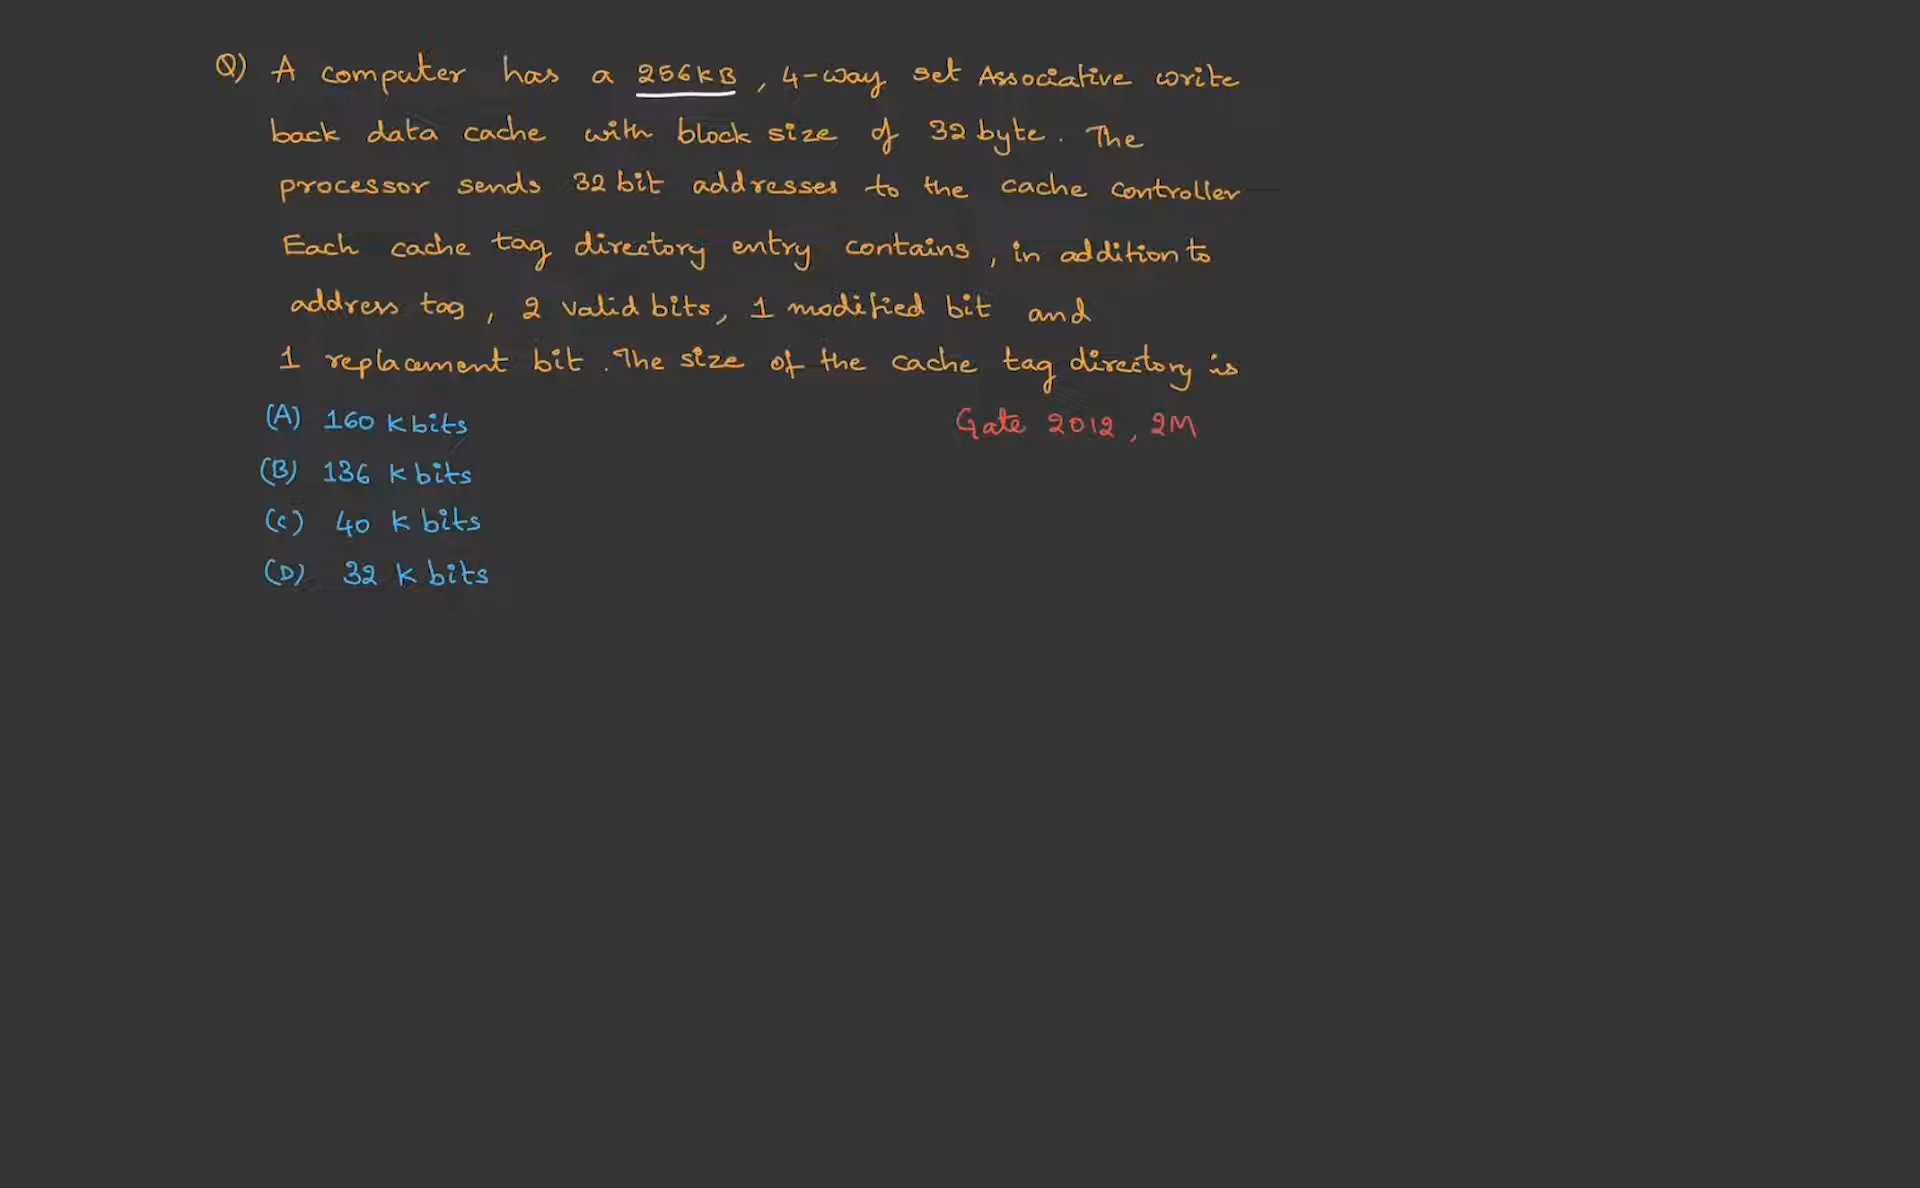 Q) A computer has a 256kB, 4-way set Associative write
back data cache with block size of 32 byte. The
processor sends 32 bit addresses to the cache controller
Each cache tag directory entry contains, in addition to
address tag, 2 valid bits, 1 modified bit and
1 replacement bit. The size of the cache tag directory is
(A) 160 k bits
Gate 2012, 2M
(B) 136 k bits
(C) 40 k bits
(D) 32 k bits